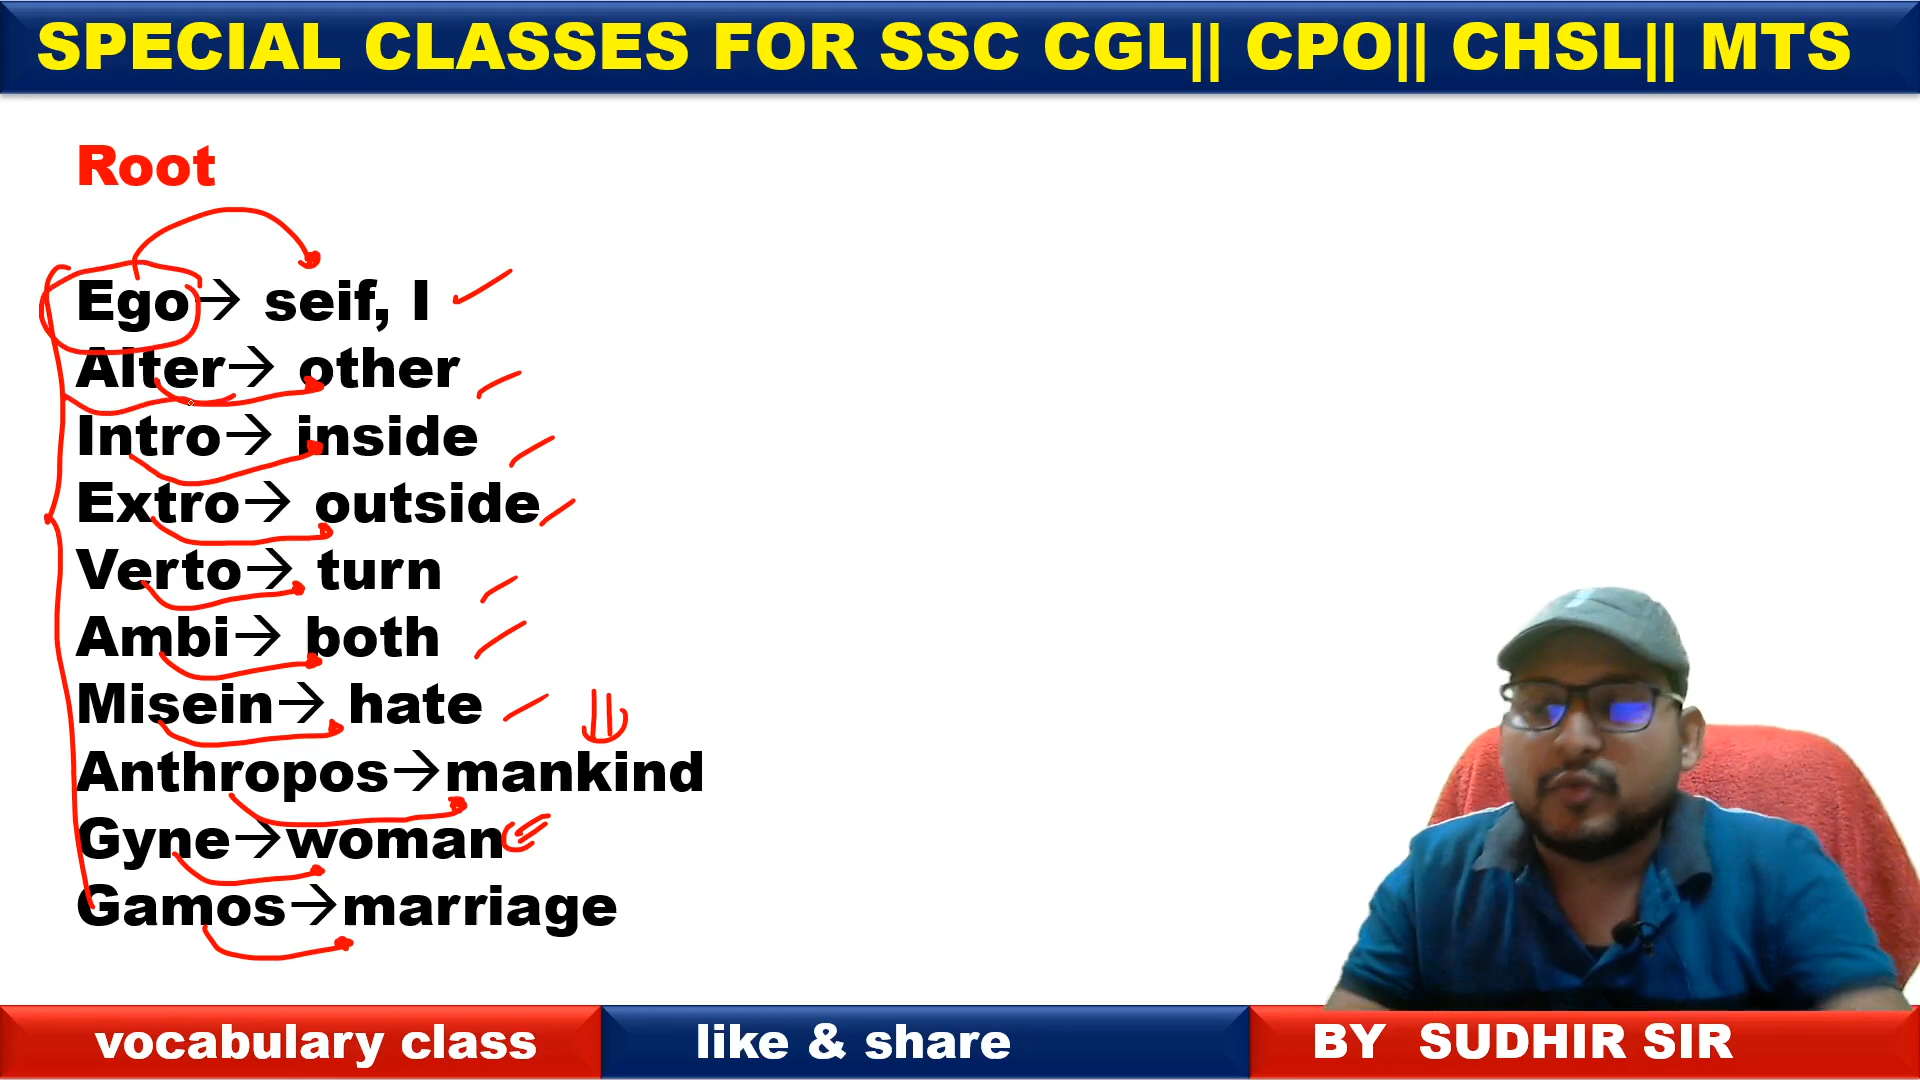 SPECIAL CLASSES FOR SSC CGL|| CPO|| CHSL|| MTS
Root
Ego→ seif, I
Alter→ other
Intro→ inside
Extro→ outside
Verto→ turn
Ambi→ both
Misein→ hate
Anthropos→mankind
Gyne→woman
Gamos→marriage
vocabulary class
like & share
BY SUDHIR SIR